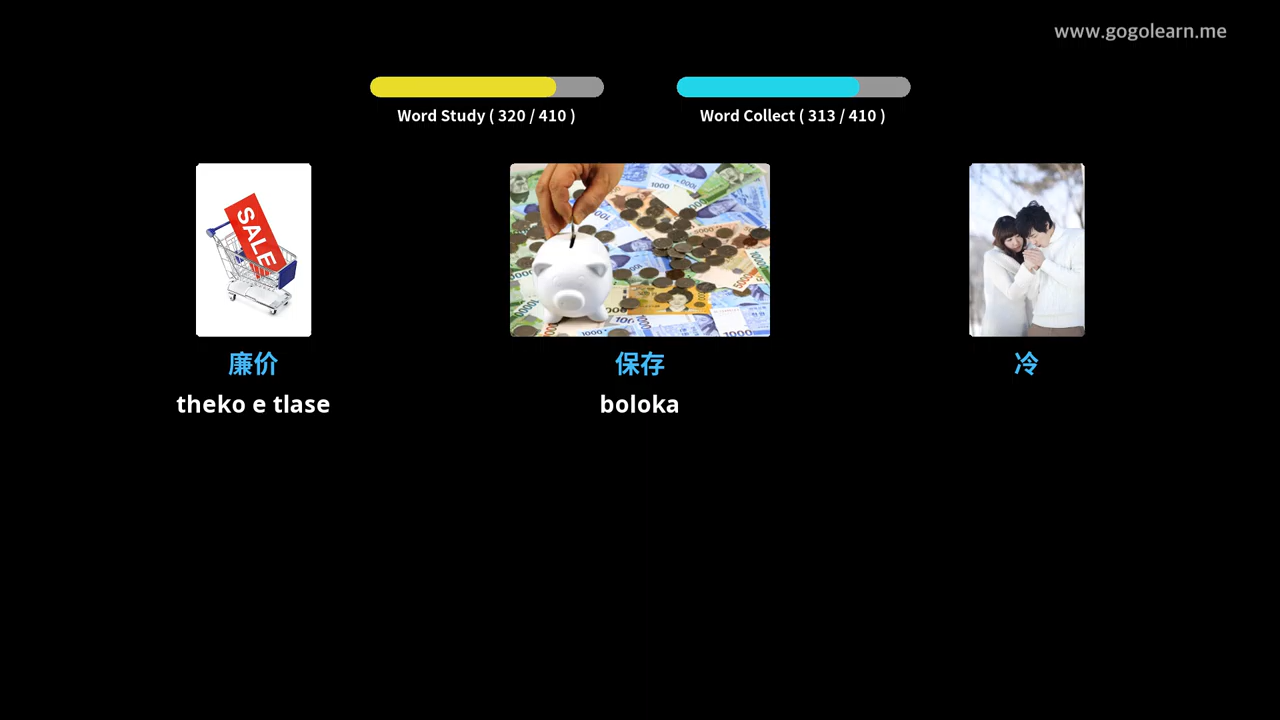 www.gogolearn.me
Word Study ( 320 / 410 )
Word Collect ( 313 / 410 )
SALE
廉价
保存
冷
theko e tlase
boloka